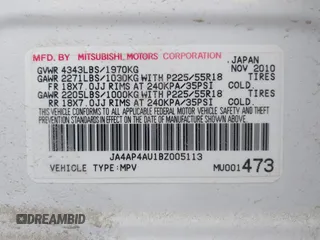 MFD. BY MITSUBISHI MOTORS CORPORATION
JAPAN
GVWR 4343LBS/1970KG NOV 2010
GAWR 2271LBS/1030KG WITH P225/55R18 TIRES
FR 18X7.0JJ RIMS AT 240KPA/35PSI COLD.
GAWR 2205LBS/1000KG WITH P225/55R18 TIRES
RR 18X7.0JJ RIMS AT 240KPA/35PSI COLD.
THIS VEHICLE CONFORMS TO ALL APPLICABLE FEDERAL
MOTOR VEHICLE SAFETY, BUMPER AND THEFT
PREVENTION STANDARDS IN EFFECT ON THE DATE OF
MANUFACTURE SHOWN ABOVE.
JA4AP4AU1BZ005113
VEHICLE TYPE:MPV
MU001473
DREAMBID